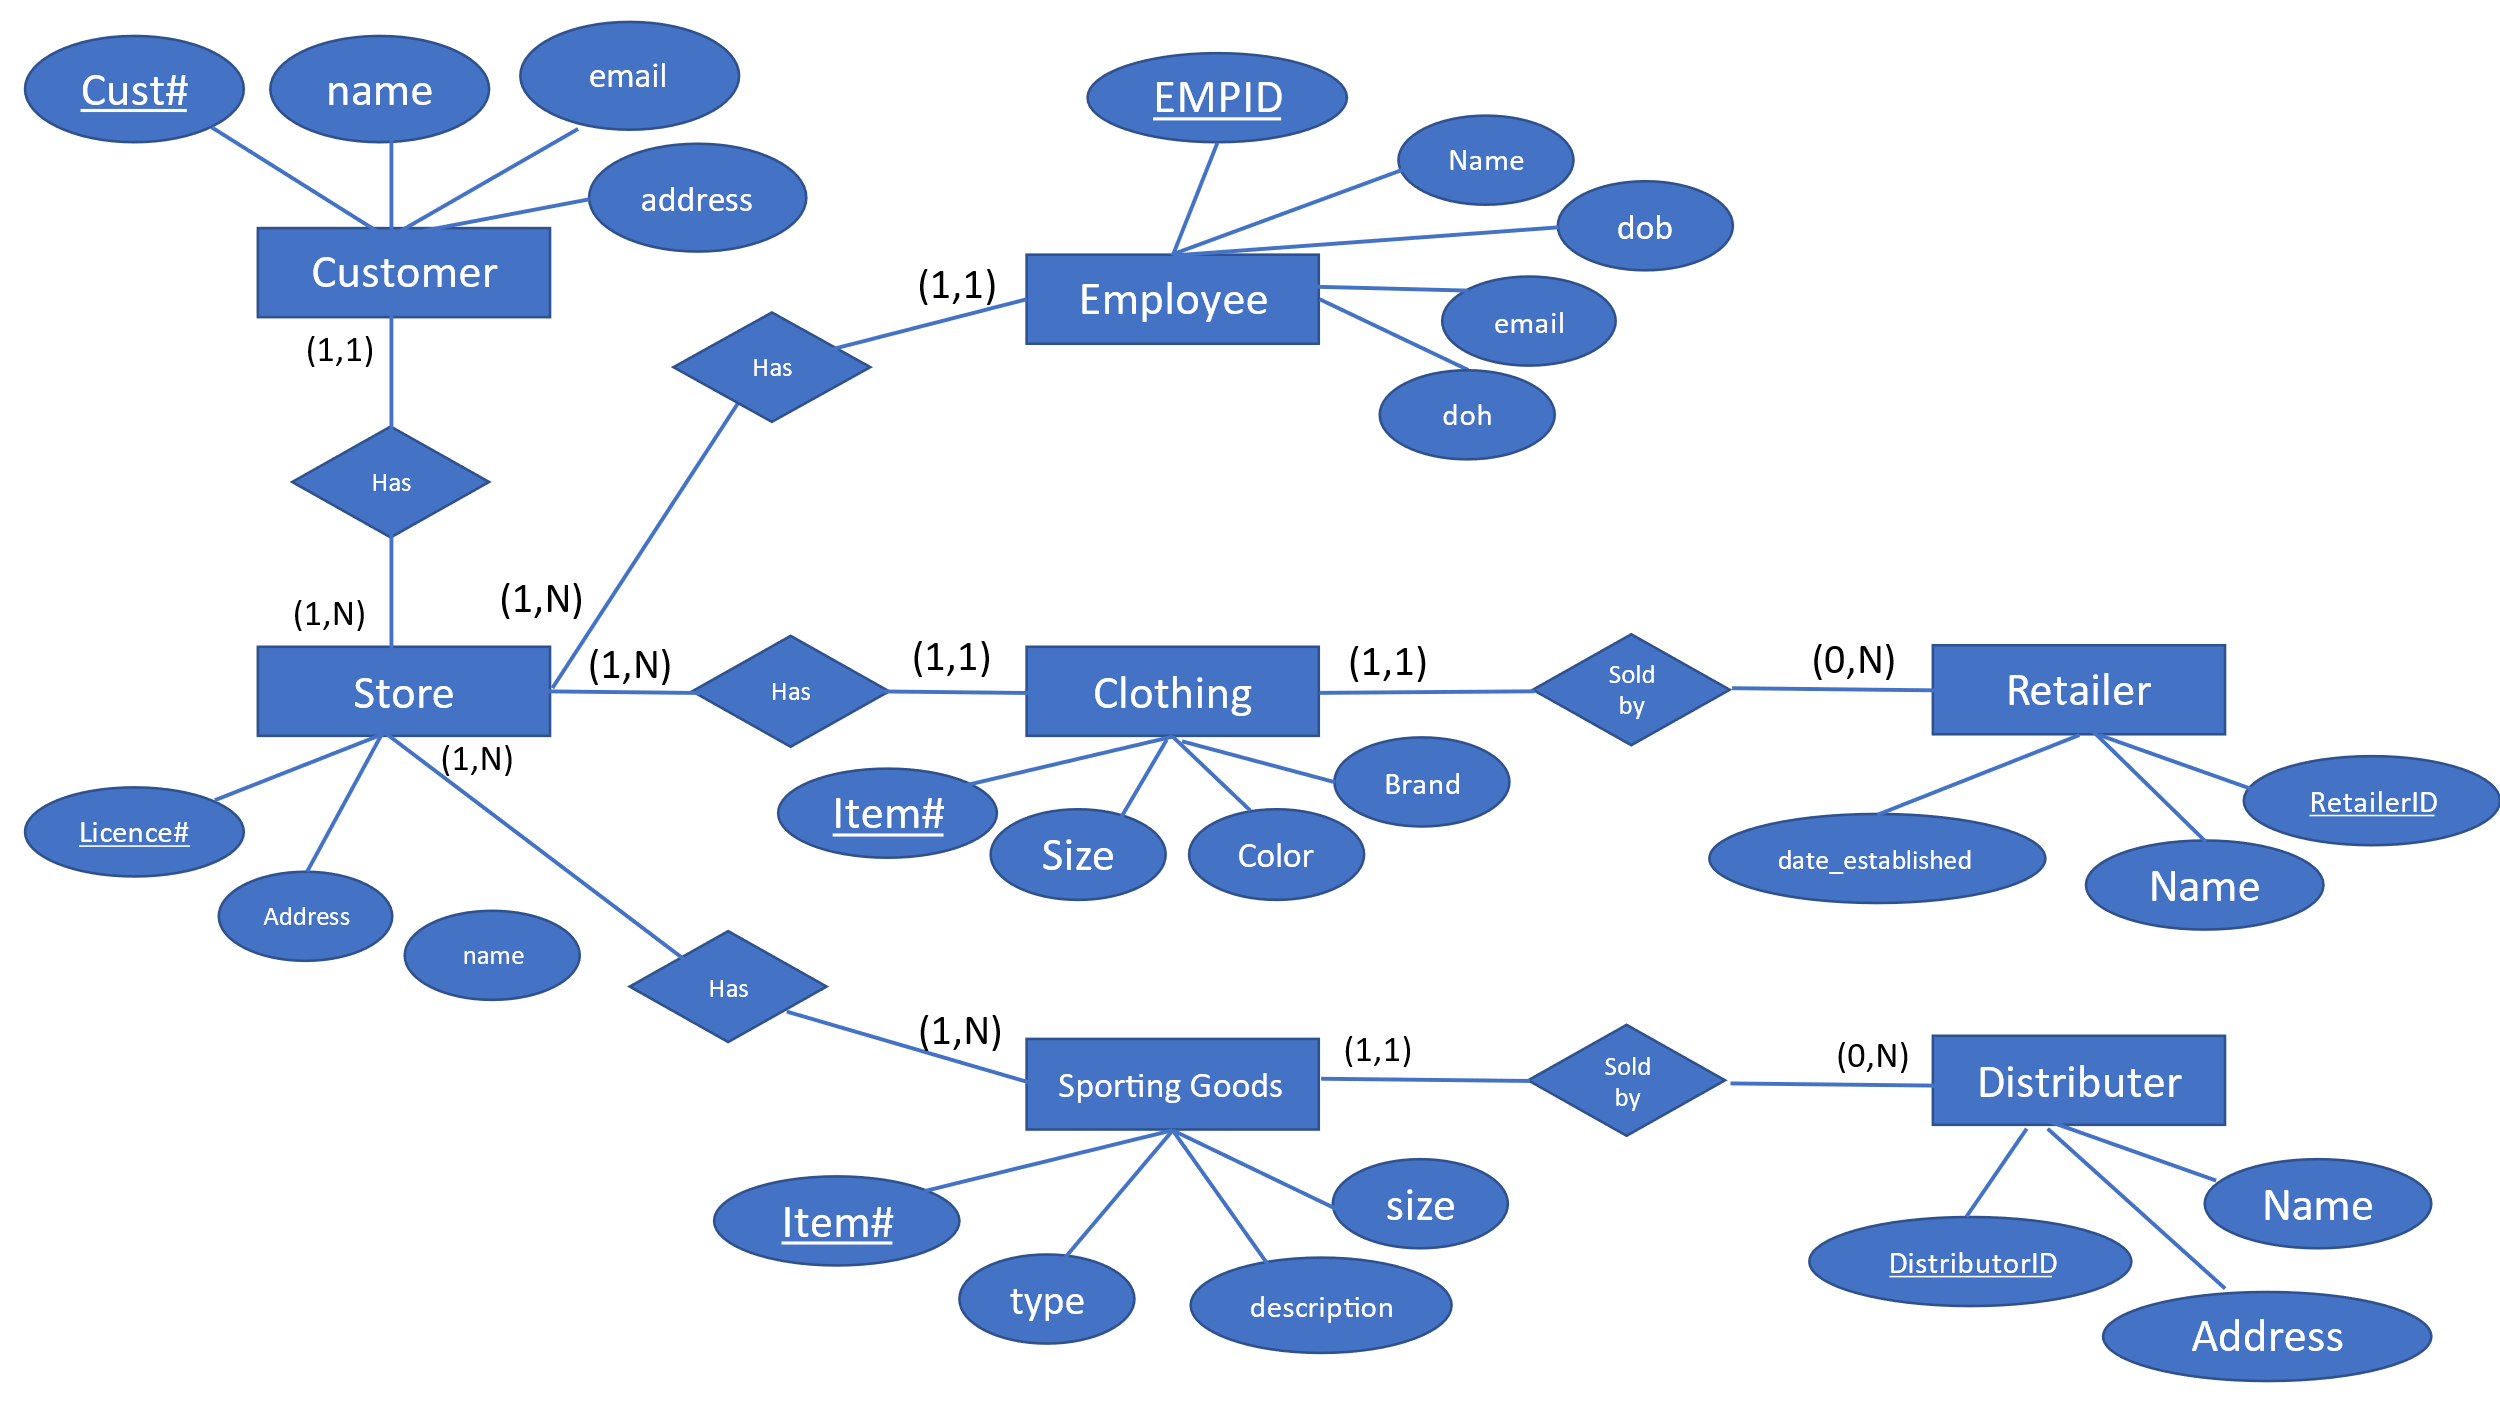 Cust#
name
email
address
Customer
(1,1)
Has
(1,N)
EMPID
Name
dob
email
doh
Employee
(1,1)
Has
(1,N)
Store
(1,N)
Has
(1,1)
Clothing
(1,1)
Sold
by
(0,N)
Retailer
(1,N)
Licence#
Address
name
Item#
Size
Color
Brand
date_established
Name
RetailerID
Has
(1,N)
Sporting Goods
(1,1)
Sold
by
(0,N)
Distributer
Item#
type
description
size
DistributorID
Name
Address